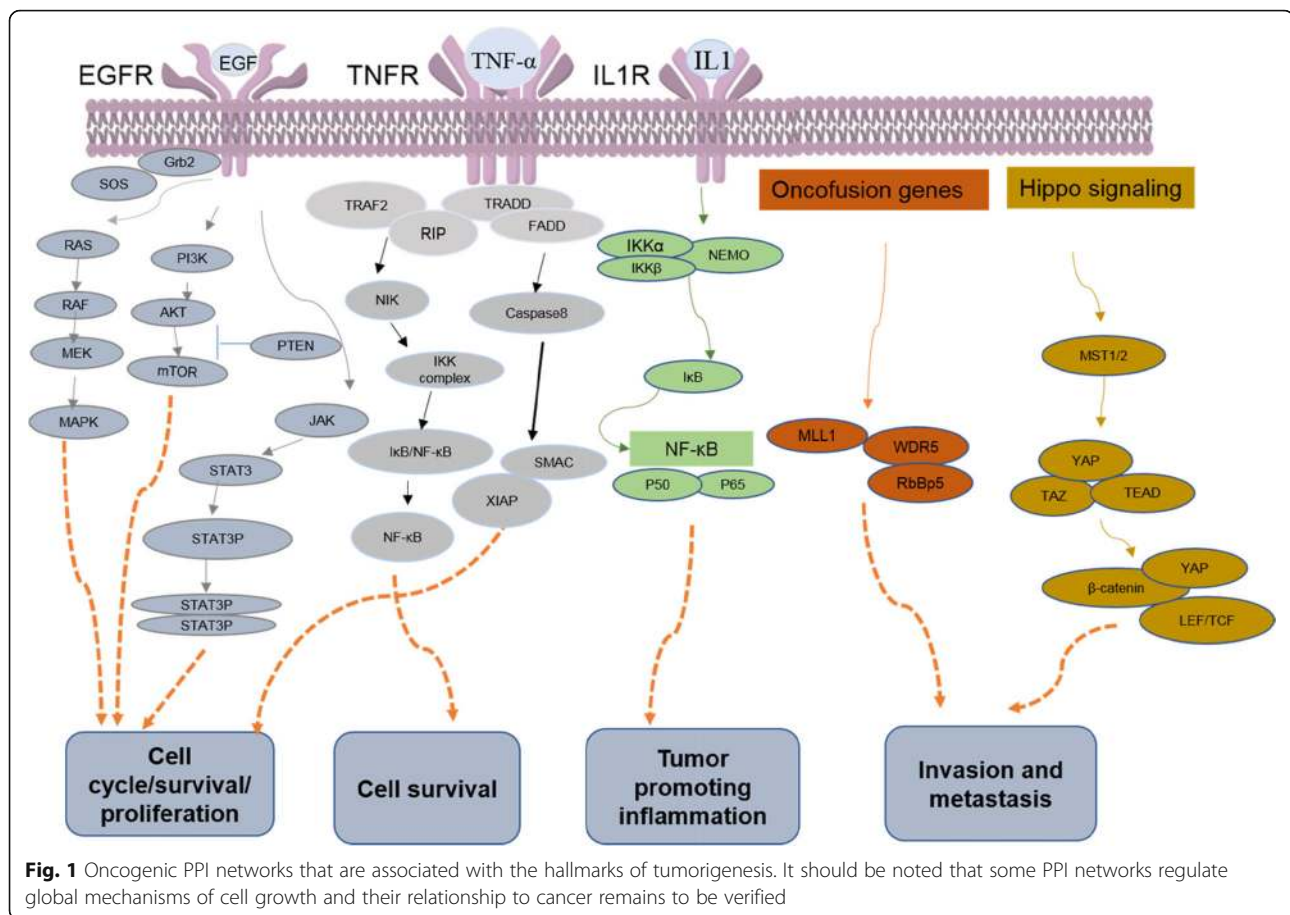 EGFR
EGF
TNFR
TNF-α
IL1R
IL1
Grb2
SOS
RAS
RAF
MEK
MAPK
PI3K
AKT
mTOR
PTEN
JAK
STAT3
STAT3P
STAT3P
STAT3P
TRAF2
RIP
TRADD
FADD
NIK
IKK
complex
IκB/NF-κB
NF-κB
Caspase8
SMAC
XIAP
IKKα
IKKβ
NEMO
IκB
NF-κB
P50
P65
Oncofusion genes
MLL1
WDR5
RbBp5
Hippo signaling
MST1/2
YAP
TAZ
TEAD
YAP
β-catenin
LEF/TCF
Cell
cycle/survival/
proliferation
Cell survival
Tumor
promoting
inflammation
Invasion and
metastasis
Fig. 1 Oncogenic PPI networks that are associated with the hallmarks of tumorigenesis. It should be noted that some PPI networks regulate
global mechanisms of cell growth and their relationship to cancer remains to be verified